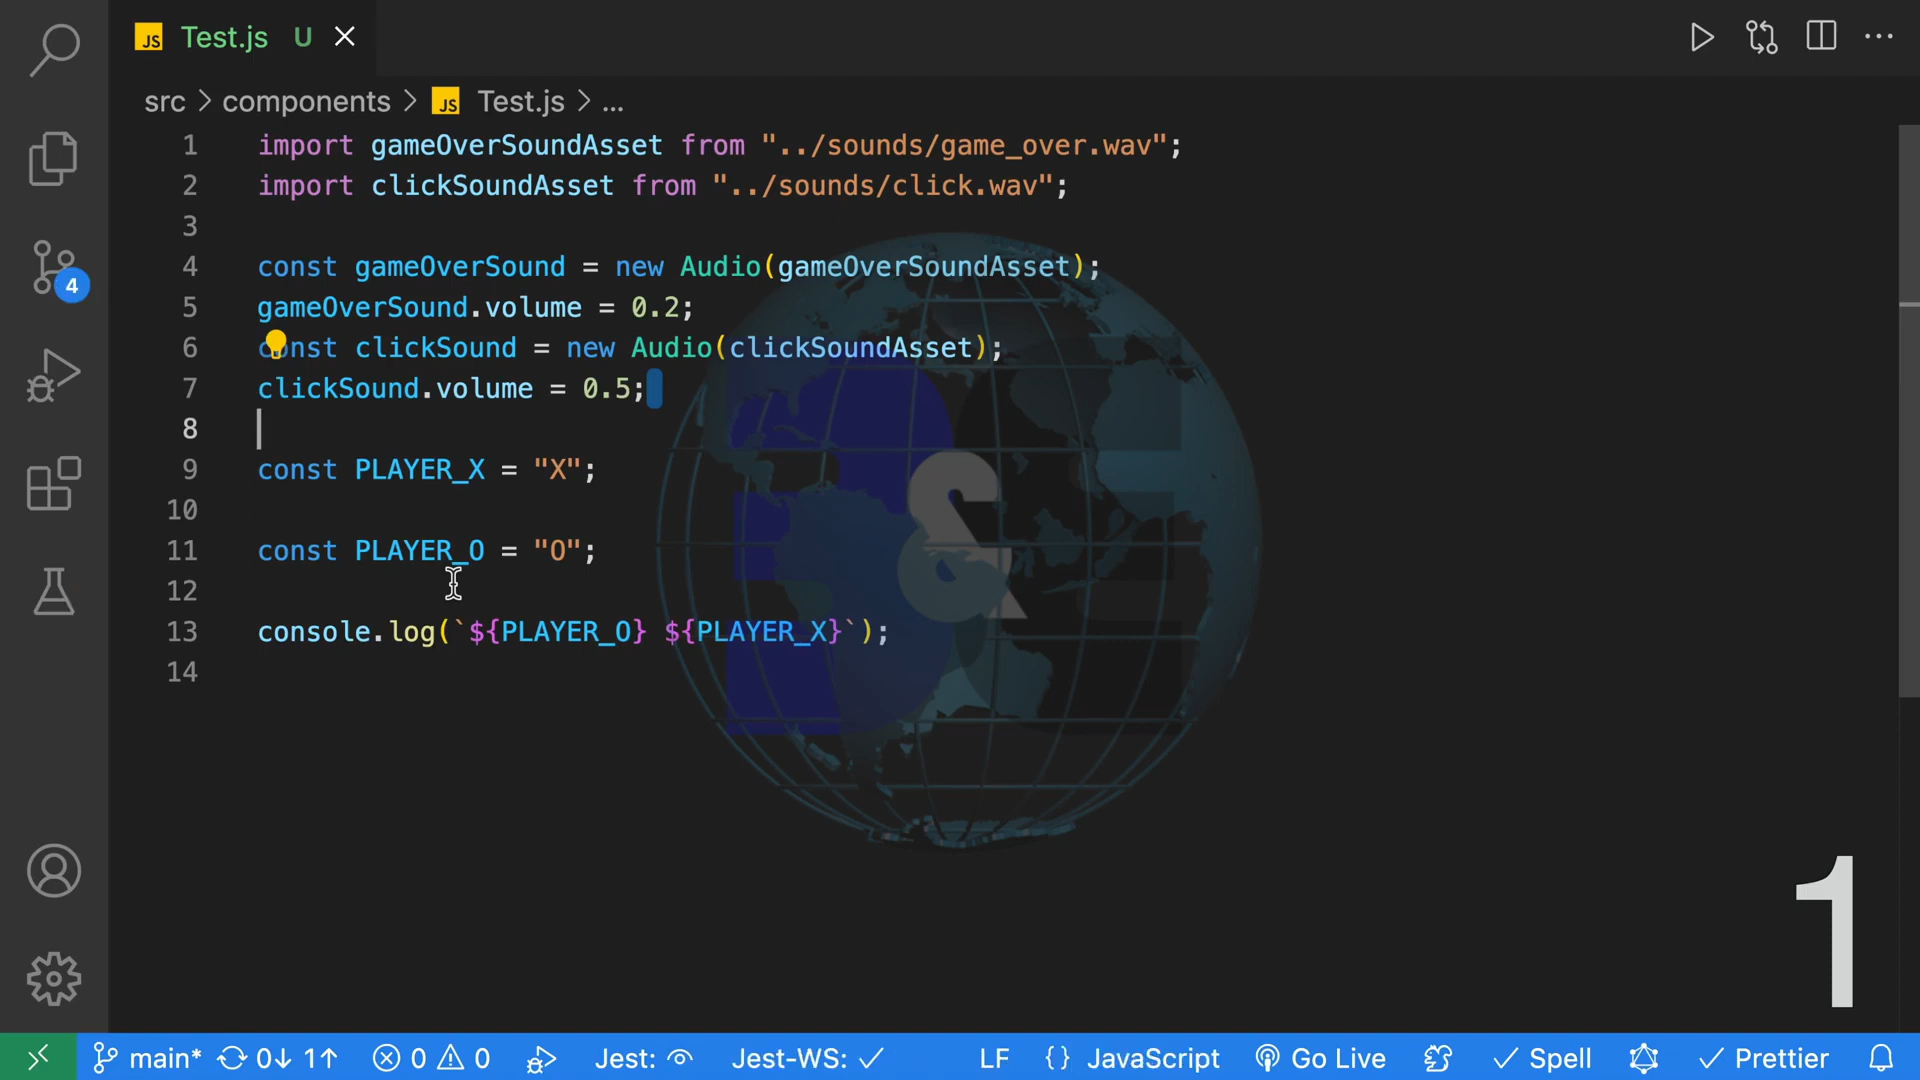 JS Test.js U
src > components > JS Test.js > ...
1 import gameOverSoundAsset from "../sounds/game_over.wav";
2 import clickSoundAsset from "../sounds/click.wav";
3
4 const gameOverSound = new Audio(gameOverSoundAsset);
5 gameOverSound.volume = 0.2;
6 const clickSound = new Audio(clickSoundAsset);
7 clickSound.volume = 0.5;
8
9 const PLAYER_X = "X";
10
11 const PLAYER_O = "O";
12
13 console.log(`${PLAYER_O} ${PLAYER_X}`);
14
4
&
1
main* 0↓ 1↑ 0 0 Jest: Jest-WS: ✓ LF {} JavaScript Go Live ✓ Spell ✓ Prettier